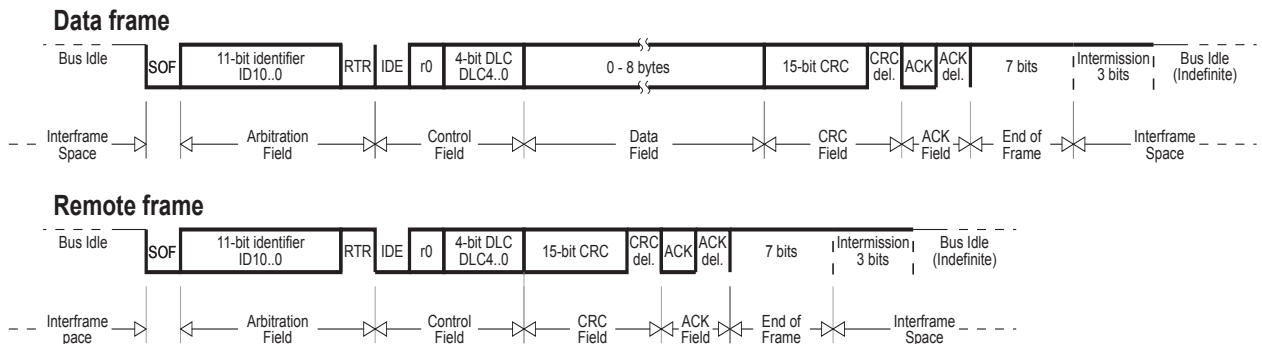 Data frame
Bus Idle SOF 11-bit identifier ID10..0 RTR IDE r0 4-bit DLC DLC4..0 0 - 8 bytes 15-bit CRC CRC del. ACK ACK del. 7 bits Intermission 3 bits Bus Idle (Indefinite)
Interframe Space Arbitration Field Control Field Data Field CRC Field ACK Field End of Frame Interframe Space
Remote frame
Bus Idle SOF 11-bit identifier ID10..0 RTR IDE r0 4-bit DLC DLC4..0 15-bit CRC CRC del. ACK ACK del. 7 bits Intermission 3 bits Bus Idle (Indefinite)
Interframe pace Arbitration Field Control Field CRC Field ACK Field End of Frame Interframe Space